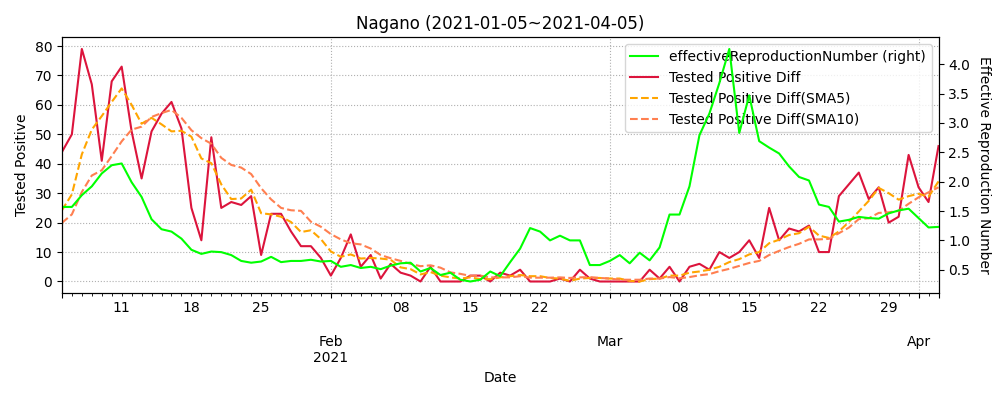 Nagano (2021-01-05~2021-04-05)
effectiveReproductionNumber (right)
Tested Positive Diff
Tested Positive Diff(SMA5)
Tested Positive Diff(SMA10)
Tested Positive
80
70
60
50
40
30
20
10
0
Effective Reproduction Number
4.0
3.5
3.0
2.5
2.0
1.5
1.0
0.5
11 18 25 08 15 22 08 15 22 29
Feb Mar Apr
2021
Date